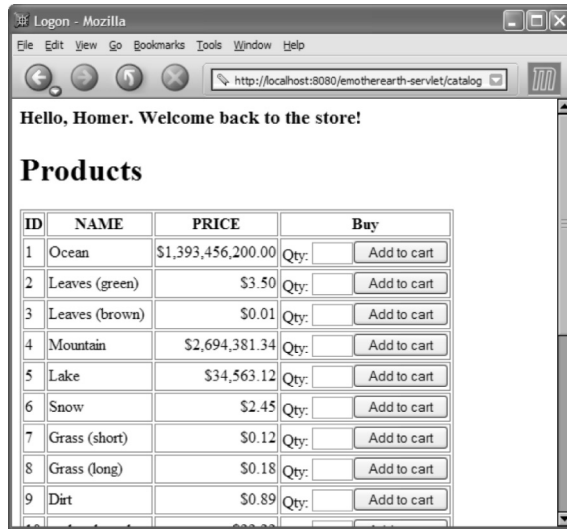 Logon - Mozilla
File Edit View Go Bookmarks Tools Window Help
http://localhost:8080/emotherearth-servlet/catalog
Hello, Homer. Welcome back to the store!
Products
ID NAME PRICE Buy
1 Ocean $1,393,456,200.00 Qty: Add to cart
2 Leaves (green) $3.50 Qty: Add to cart
3 Leaves (brown) $0.01 Qty: Add to cart
4 Mountain $2,694,381.34 Qty: Add to cart
5 Lake $34,563.12 Qty: Add to cart
6 Snow $2.45 Qty: Add to cart
7 Grass (short) $0.12 Qty: Add to cart
8 Grass (long) $0.18 Qty: Add to cart
9 Dirt $0.89 Qty: Add to cart